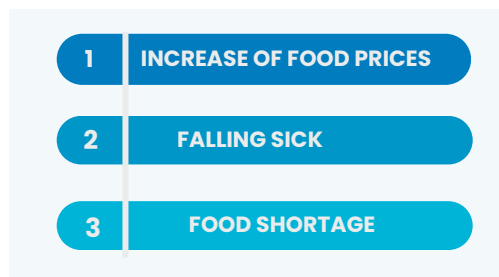 1 INCREASE OF FOOD PRICES
2 FALLING SICK
3 FOOD SHORTAGE